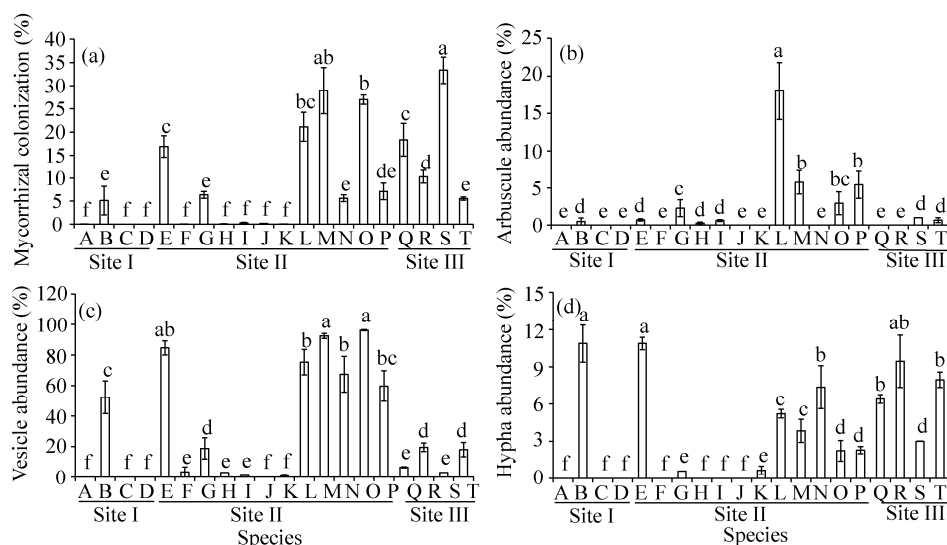 Mycorrhizal colonization (%)
40
35
30
25
20
15
10
5
0
(a)
f e f f c f e f f f f bc a e b de c d a e
A B C D E F G H I J K L M N O P Q R S T
Site I Site II Site III
Arbuscule abundance (%)
25
20
15
10
5
0
(b)
e d e e d e c d d e e a b e bc b e e d d
A B C D E F G H I J K L M N O P Q R S T
Site I Site II Site III
Vesicle abundance (%)
120
100
80
60
40
20
0
(c)
f c f f ab f d e e f f b a b a bc e d e d
A B C D E F G H I J K L M N O P Q R S T
Site I Site II Site III
Species
Hypha abundance (%)
15
12
9
6
3
0
(d)
f a f f a f e f f f e c d b d d b ab d b
A B C D E F G H I J K L M N O P Q R S T
Site I Site II Site III
Species